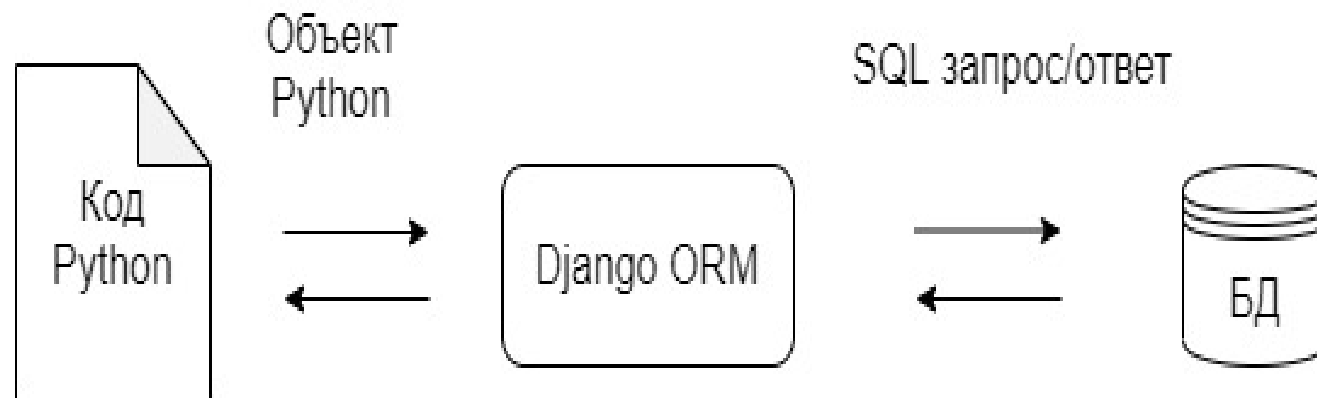 Объект
Python
SQL запрос/ответ
Код
Python
Django ORM
БД